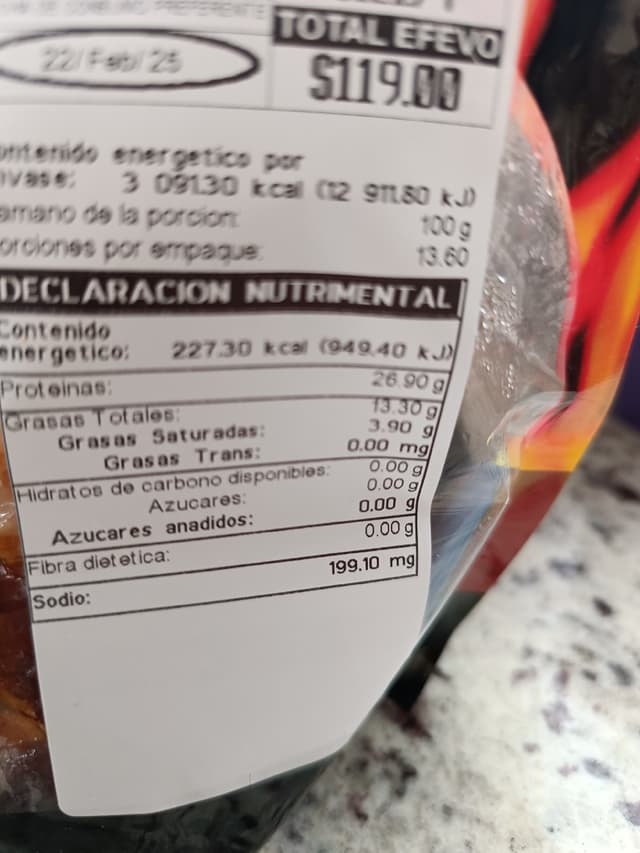 PREFERENTE
TOTAL EFEVO
22/Feb/25
$119.00
ontenido energetico por
nvase: 3 091.30 kcal (12 911.80 kJ)
amano de la porcion: 100 g
orciones por empaque: 13.60
DECLARACION NUTRIMENTAL
Contenido
energetico: 227.30 kcal (949.40 kJ)
Proteinas: 26.90 g
Grasas Totales: 13.30 g
Grasas Saturadas: 3.90 g
Grasas Trans: 0.00 mg
Hidratos de carbono disponibles: 0.00 g
Azucares: 0.00 g
Azucares anadidos: 0.00 g
Fibra dietetica: 0.00 g
Sodio: 199.10 mg